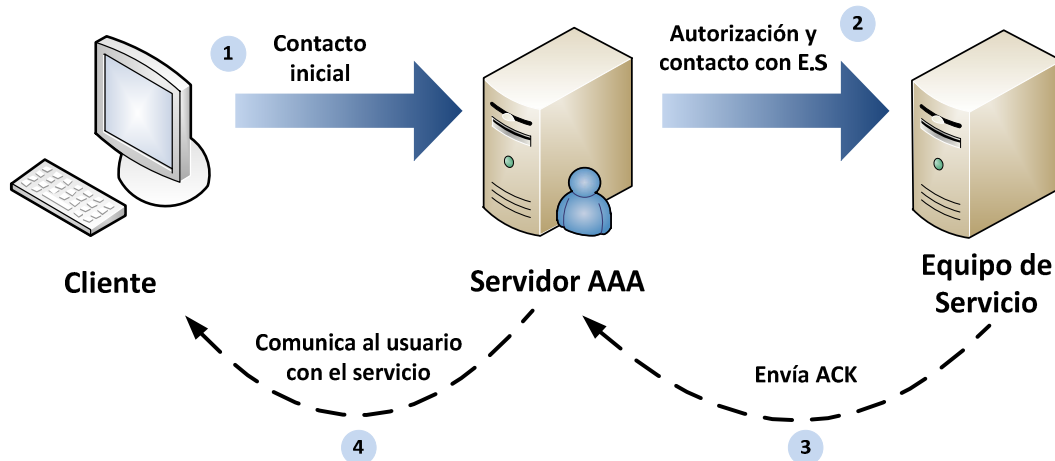 1
Contacto
inicial
Autorización y
contacto con E.S
2
Cliente
Servidor AAA
Equipo de
Servicio
Comunica al usuario
con el servicio
Envía ACK
4
3